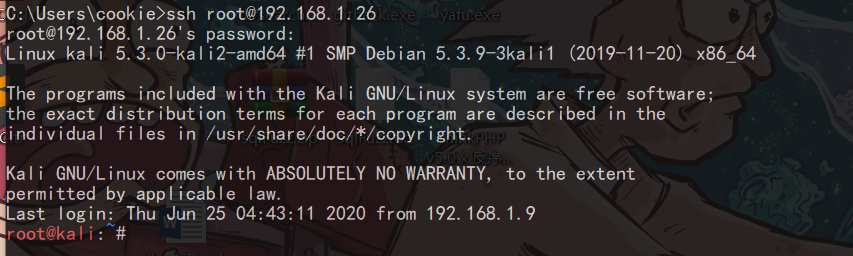 C:\Users\cookie>ssh root@192.168.1.26
root@192.168.1.26's password:
Linux kali 5.3.0-kali2-amd64 #1 SMP Debian 5.3.9-3kali1 (2019-11-20) x86_64

The programs included with the Kali GNU/Linux system are free software;
the exact distribution terms for each program are described in the
individual files in /usr/share/doc/*/copyright.

Kali GNU/Linux comes with ABSOLUTELY NO WARRANTY, to the extent
permitted by applicable law.
Last login: Thu Jun 25 04:43:11 2020 from 192.168.1.9
root@kali:~#
yafu.exe